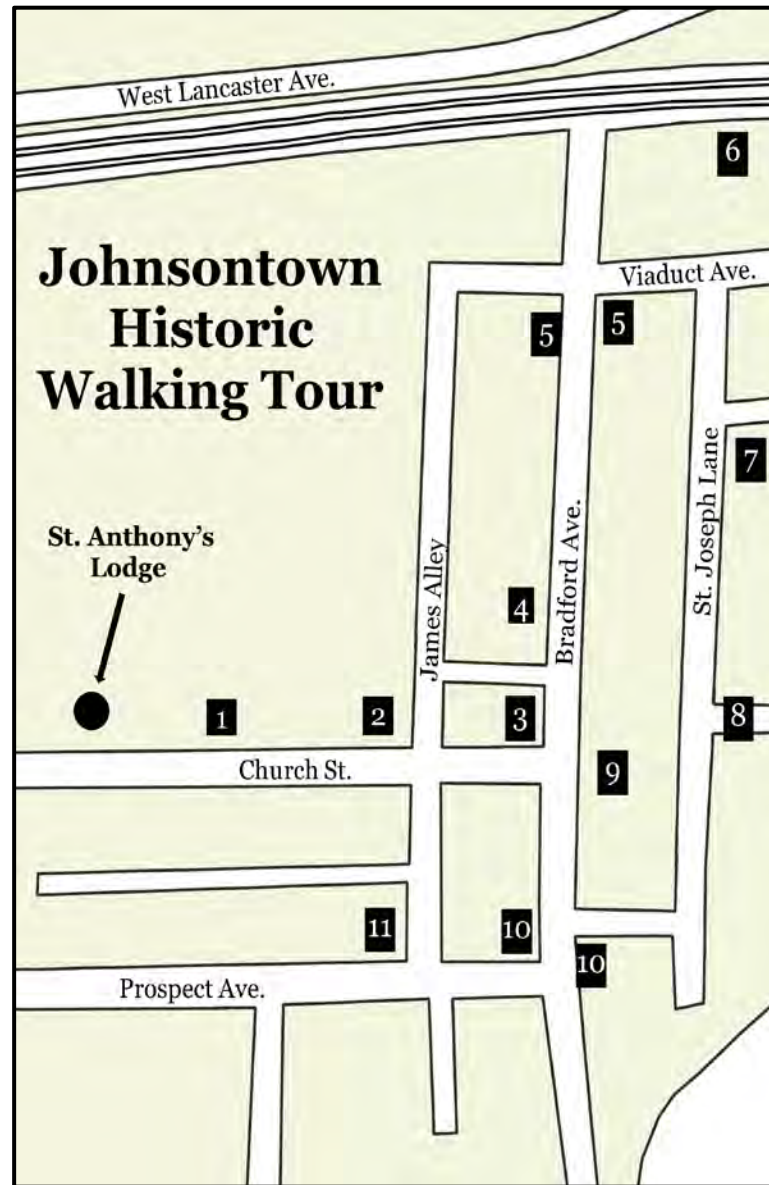 West Lancaster Ave.
6
Johnsontown
Historic
Walking Tour
Viaduct Ave.
5
5
7
St. Joseph Lane
St. Anthony's
Lodge
James Alley
Bradford Ave.
4
1
2
3
8
Church St.
9
11
10
10
Prospect Ave.